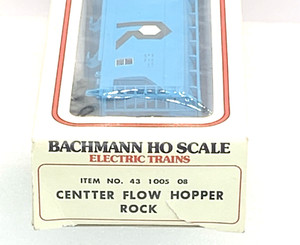 R
BACHMANN HO SCALE
ELECTRIC TRAINS
ITEM NO. 43 1005 08
CENTTER FLOW HOPPER
ROCK